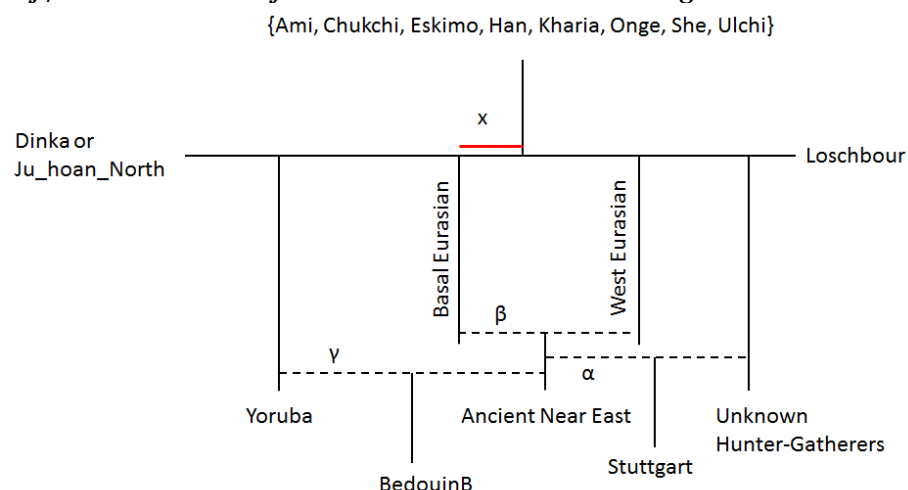 {Ami, Chukchi, Eskimo, Han, Kharia, Onge, She, Ulchi}
x
Dinka or
Ju_hoan_North
Loschbour
Basal Eurasian
West Eurasian
β
γ
α
Yoruba
Ancient Near East
Unknown
Hunter-Gatherers
Stuttgart
BedouinB